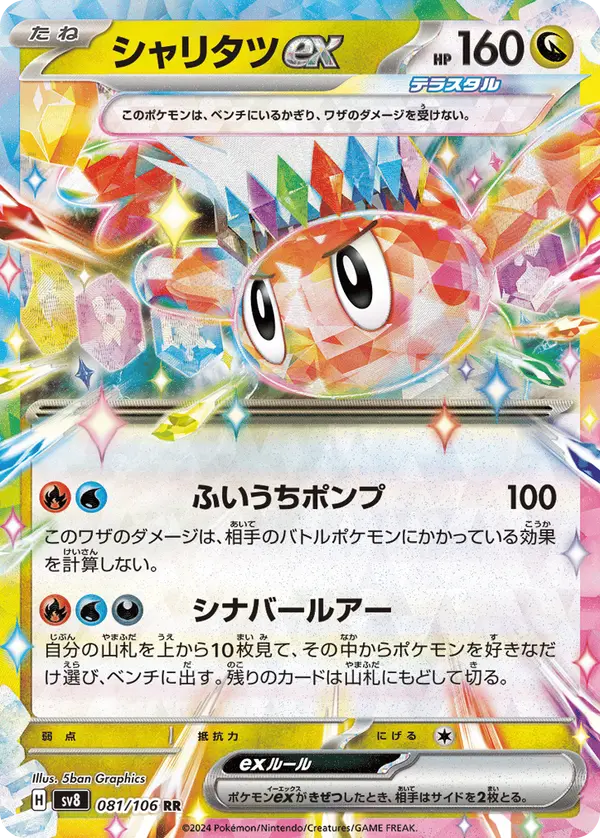 たね
シャリタツex
HP 160
テラスタル
このポケモンは、ベンチにいるかぎり、ワザのダメージを受けない。
ふいうちポンプ 100
このワザのダメージは、相手のバトルポケモンにかかっている効果
を計算しない。
シナバールアー
自分の山札を上から10枚見て、その中からポケモンを好きなだ
け選び、ベンチに出す。残りのカードは山札にもどして切る。
弱点 抵抗力 にげる
Illus. 5ban Graphics
exルール
ポケモンexがきぜつしたとき、相手はサイドを2枚とる。
H sv8 081/106 RR
©2024 Pokémon/Nintendo/Creatures/GAME FREAK.